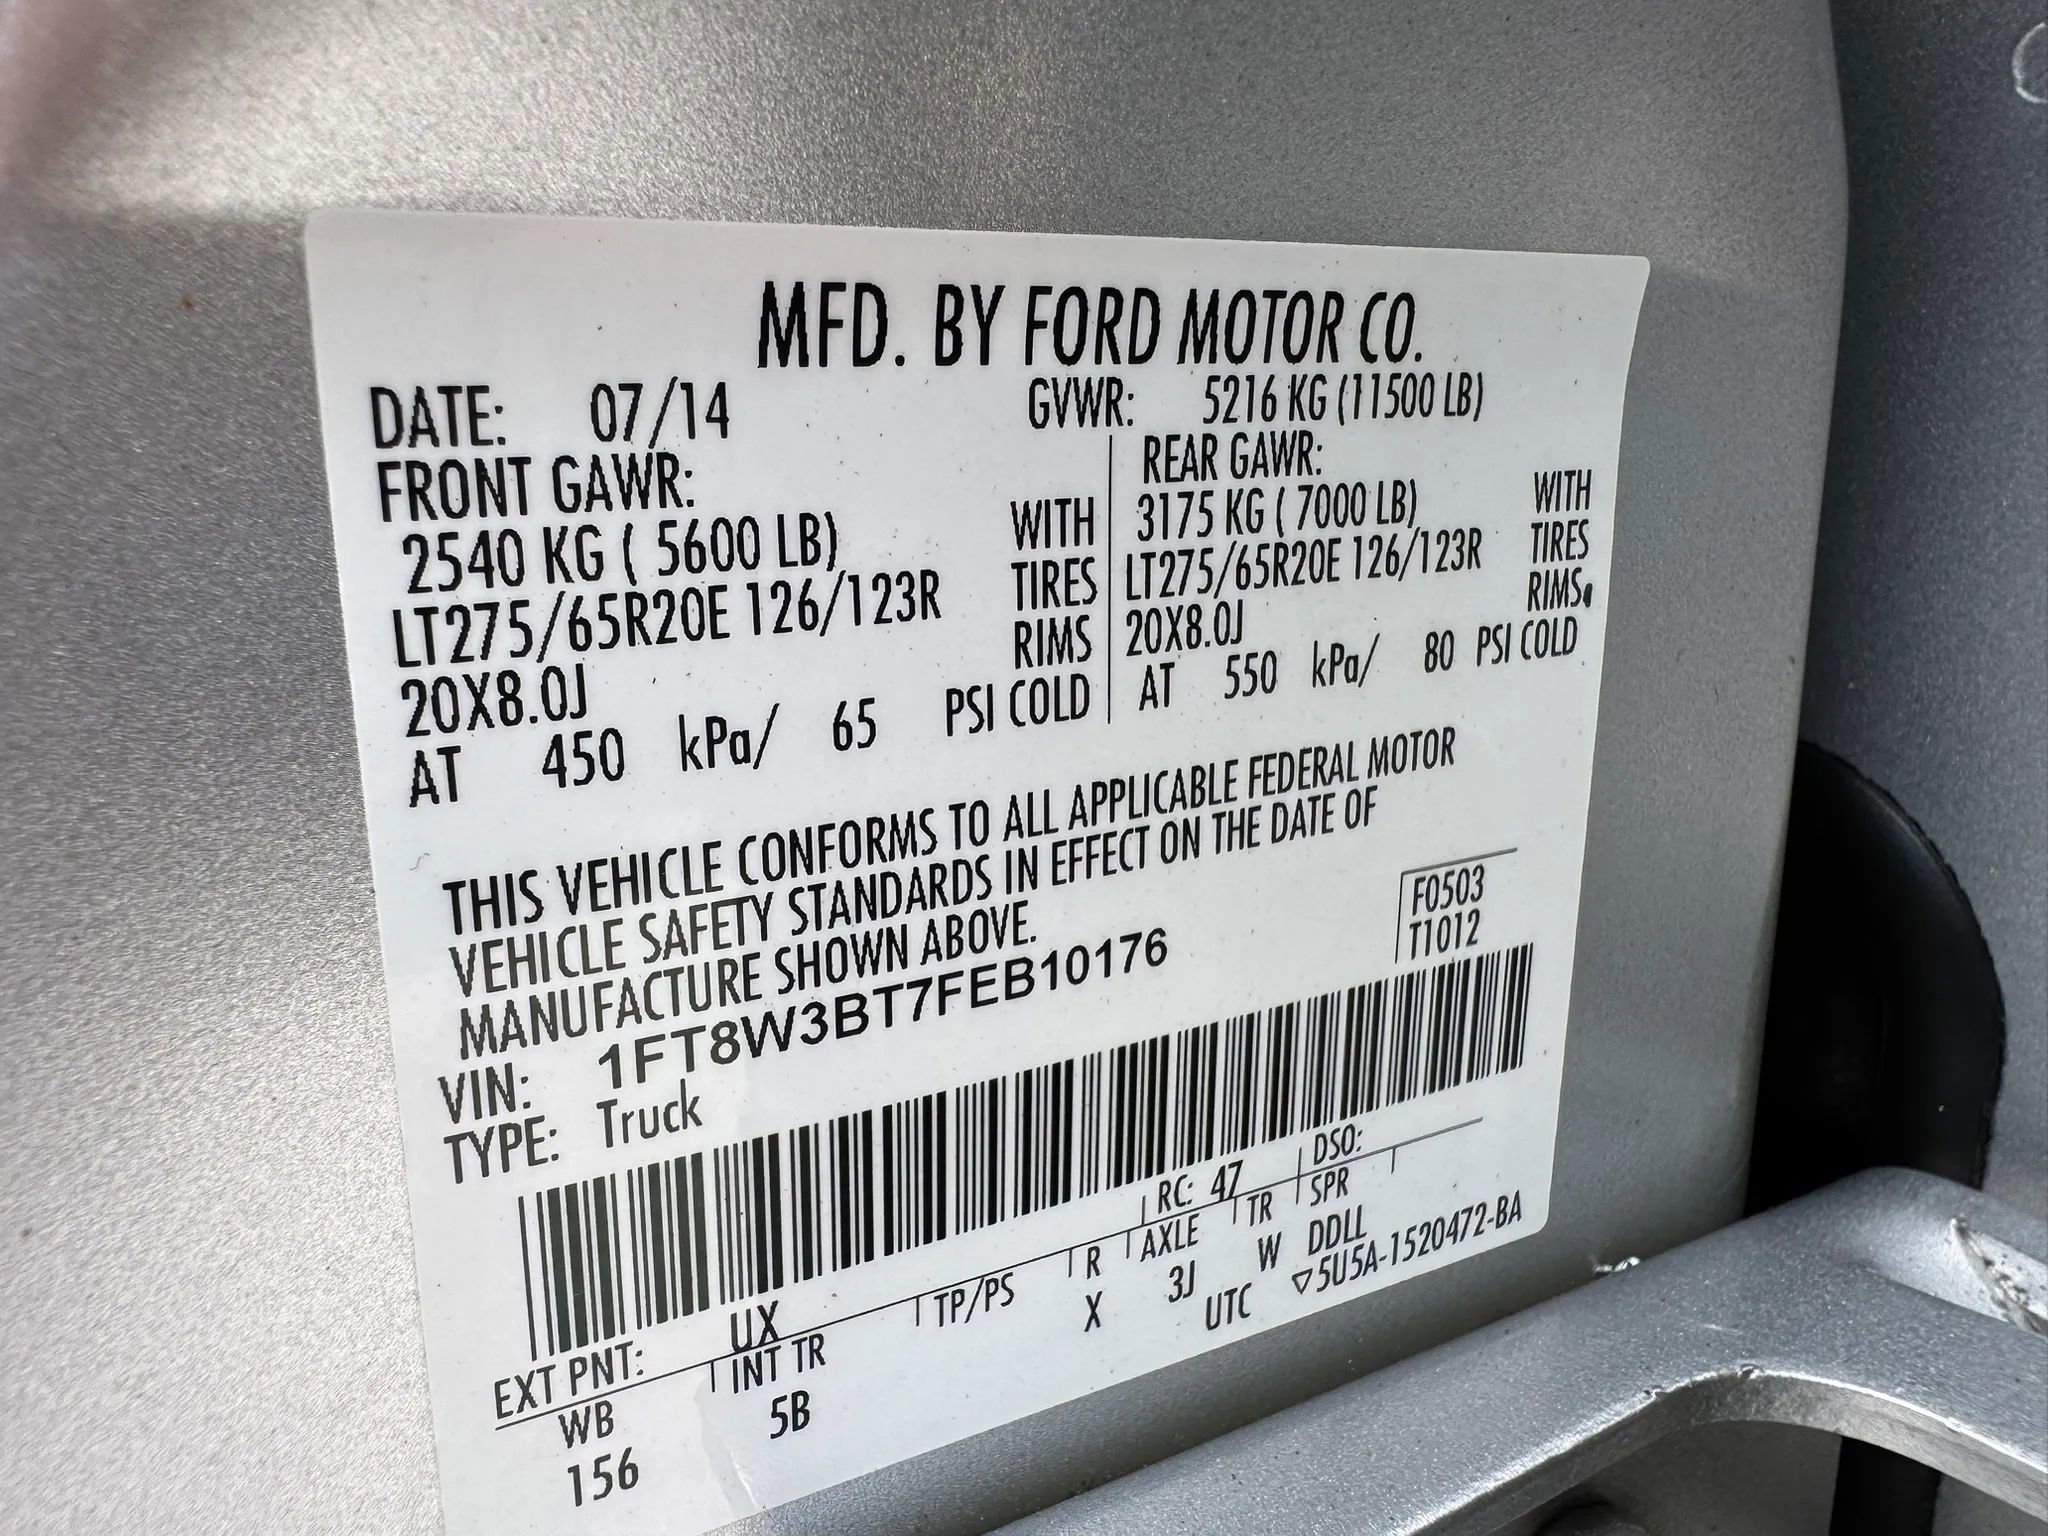 MFD. BY FORD MOTOR CO.
DATE: 07/14 GVWR: 5216 KG (11500 LB)
FRONT GAWR: REAR GAWR:
2540 KG ( 5600 LB) WITH 3175 KG ( 7000 LB) WITH
LT275/65R20E 126/123R TIRES LT275/65R20E 126/123R TIRES
20X8.0J RIMS 20X8.0J RIMS
AT 450 kPa/ 65 PSI COLD AT 550 kPa/ 80 PSI COLD
THIS VEHICLE CONFORMS TO ALL APPLICABLE FEDERAL MOTOR
VEHICLE SAFETY STANDARDS IN EFFECT ON THE DATE OF
MANUFACTURE SHOWN ABOVE.
F0503
T1012
VIN: 1FT8W3BT7FEB10176
TYPE: Truck
EXT PNT: UX RC: 47 DSO:
WB INT TR TP/PS R AXLE TR SPR
156 5B X 3J W DDLL
UTC ▽5U5A-1520472-BA